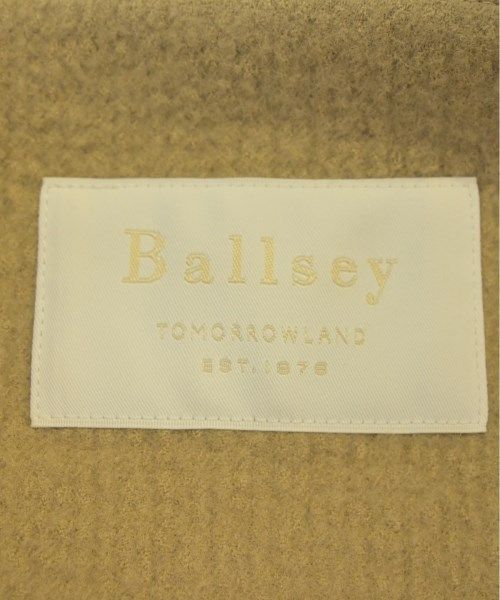 Ballsey
TOMORROWLAND
EST. 1978